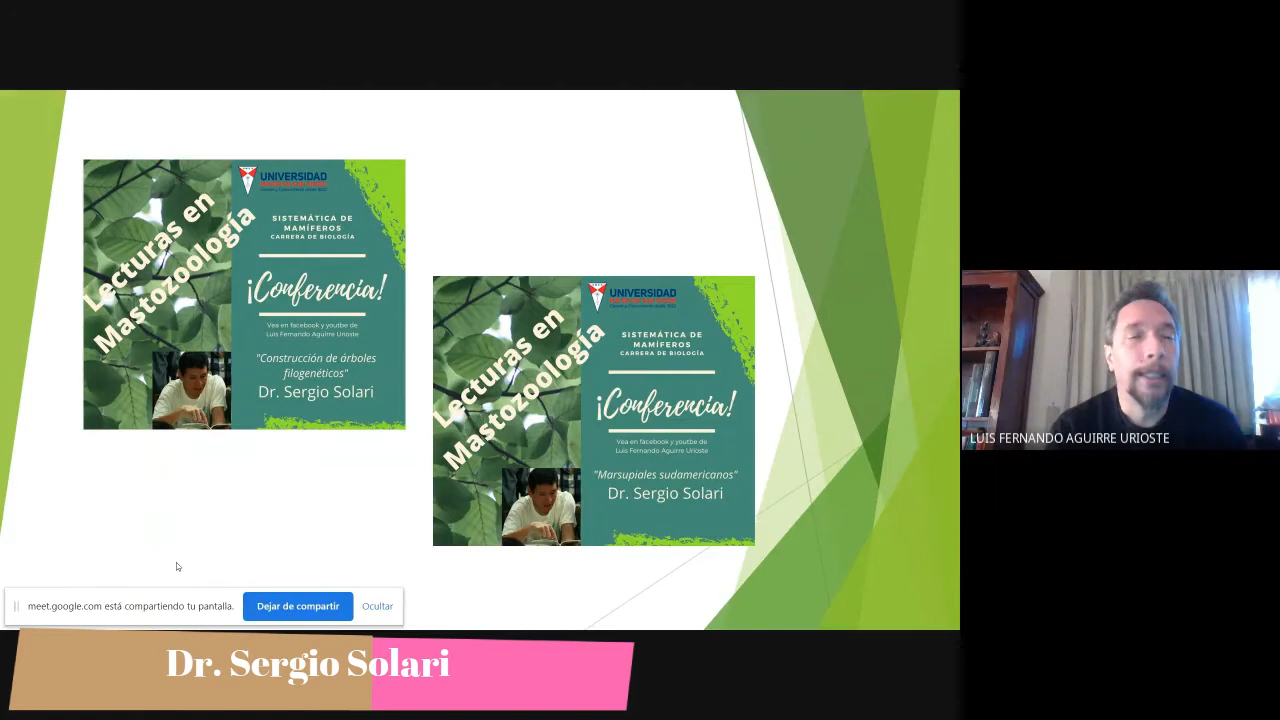 Lecturas en
Mastozoología
UNIVERSIDAD
SISTEMÁTICA DE
MAMÍFEROS
CARRERA DE BIOLOGÍA
¡Conferencia!
Vea en facebook y youtbe de
Luis Fernando Aguirre Urioste
"Construcción de árboles
filogenéticos"
Dr. Sergio Solari
Lecturas en
Mastozoología
UNIVERSIDAD
SISTEMÁTICA DE
MAMÍFEROS
CARRERA DE BIOLOGÍA
¡Conferencia!
Vea en facebook y youtbe de
Luis Fernando Aguirre Urioste
"Marsupiales sudamericanos"
Dr. Sergio Solari
LUIS FERNANDO AGUIRRE URIOSTE
meet.google.com está compartiendo tu pantalla.
Dejar de compartir
Ocultar
Dr. Sergio Solari